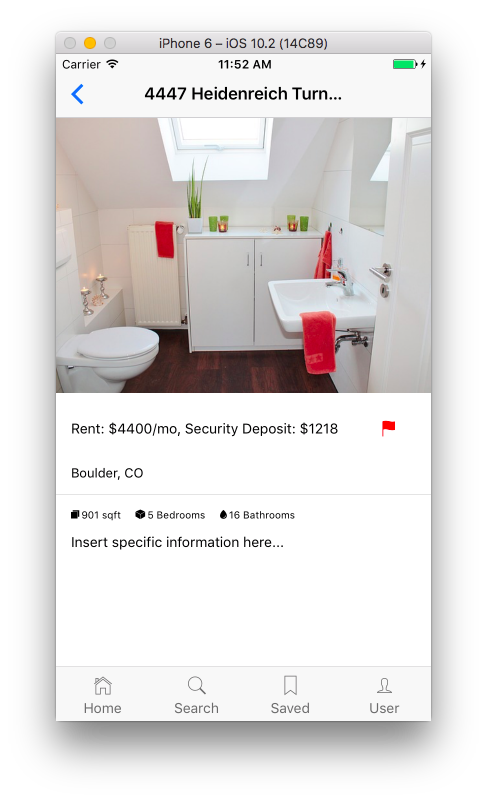 iPhone 6 – iOS 10.2 (14C89)
Carrier 11:52 AM
4447 Heidenreich Turn...
Rent: $4400/mo, Security Deposit: $1218
Boulder, CO
901 sqft 5 Bedrooms 16 Bathrooms
Insert specific information here...
Home Search Saved User